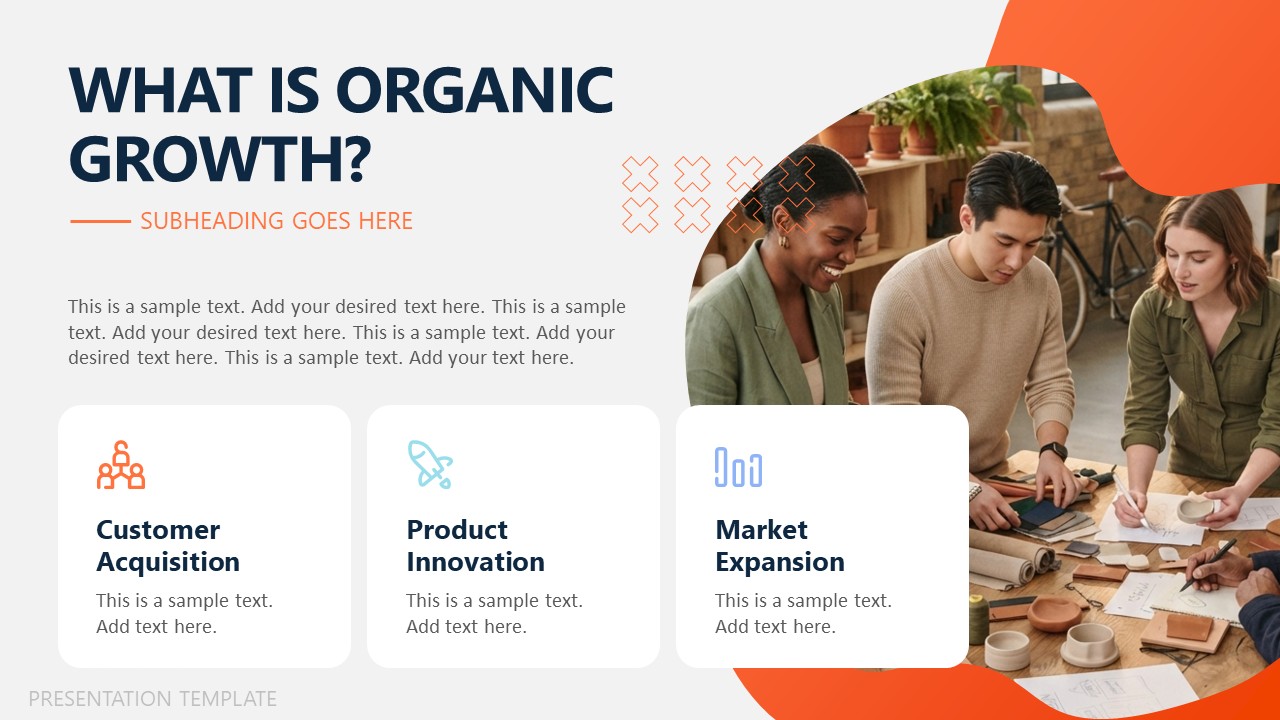 WHAT IS ORGANIC
GROWTH?
SUBHEADING GOES HERE
This is a sample text. Add your desired text here. This is a sample
text. Add your desired text here. This is a sample text. Add your
desired text here. This is a sample text. Add your text here.
Customer
Acquisition
This is a sample text.
Add text here.
Product
Innovation
This is a sample text.
Add text here.
Market
Expansion
This is a sample text.
Add text here.
PRESENTATION TEMPLATE